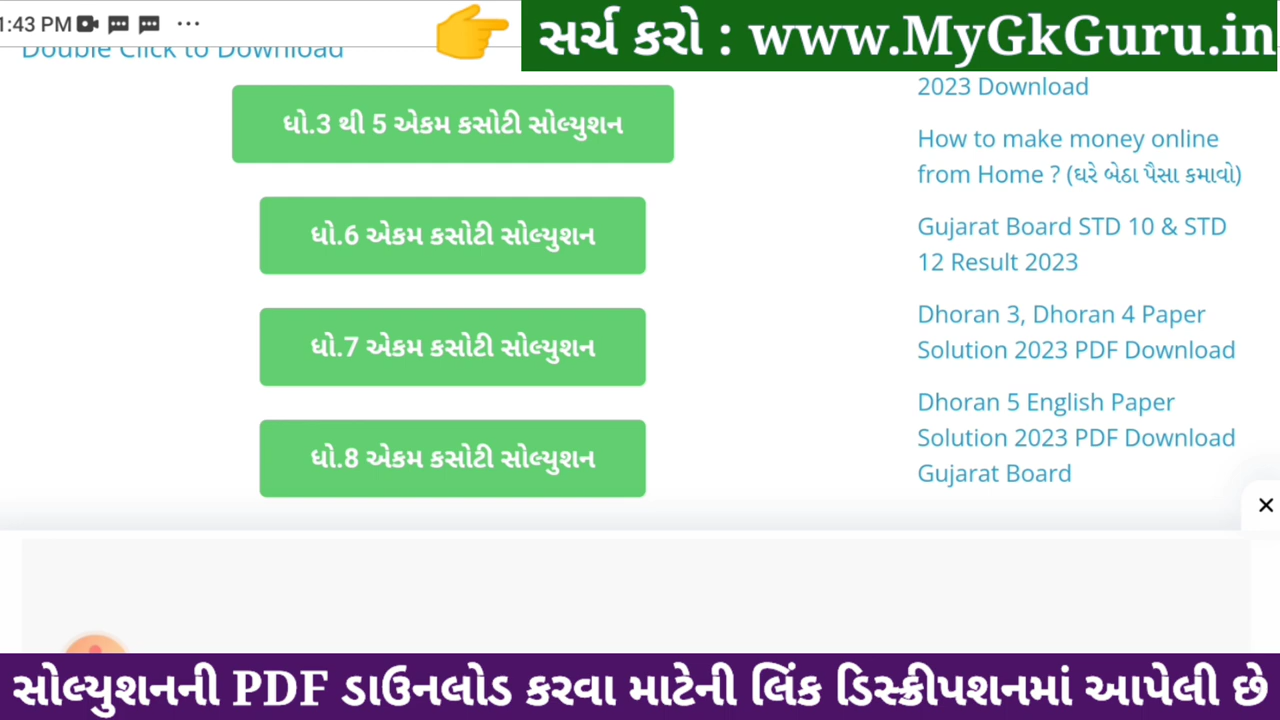 1:43 PM
સર્ચ કરો : www.MyGkGuru.in
Double Click to Download
ધો.3 થી 5 એકમ કસોટી સોલ્યુશન
ધો.6 એકમ કસોટી સોલ્યુશન
ધો.7 એકમ કસોટી સોલ્યુશન
ધો.8 એકમ કસોટી સોલ્યુશન
2023 Download
How to make money online
from Home ? (ઘરે બેઠા પૈસા કમાવો)
Gujarat Board STD 10 & STD
12 Result 2023
Dhoran 3, Dhoran 4 Paper
Solution 2023 PDF Download
Dhoran 5 English Paper
Solution 2023 PDF Download
Gujarat Board
સોલ્યુશનની PDF ડાઉનલોડ કરવા માટેની લિંક ડિસ્ક્રીપશનમાં આપેલી છે